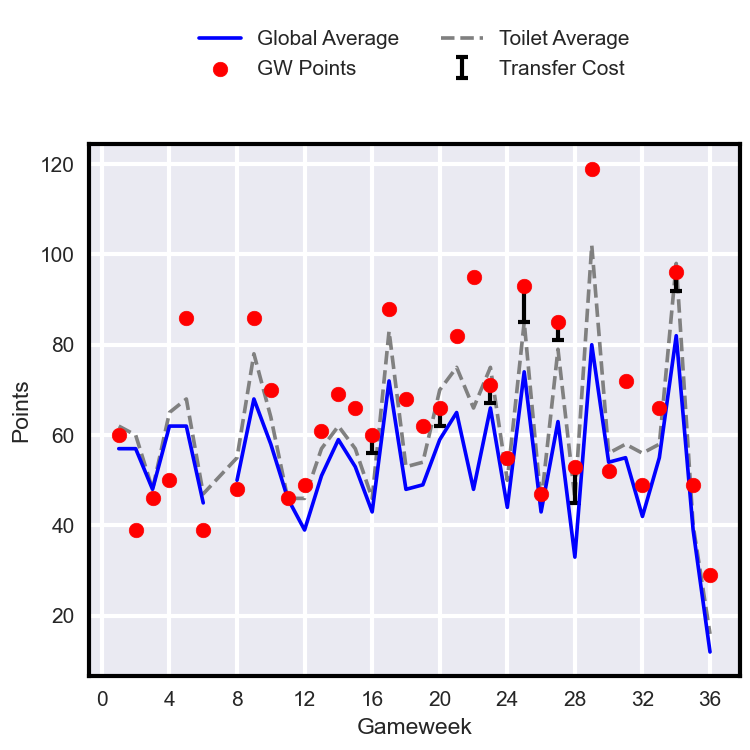 Global Average
Toilet Average
GW Points
Transfer Cost
120
100
80
60
40
20
Points
0 4 8 12 16 20 24 28 32 36
Gameweek